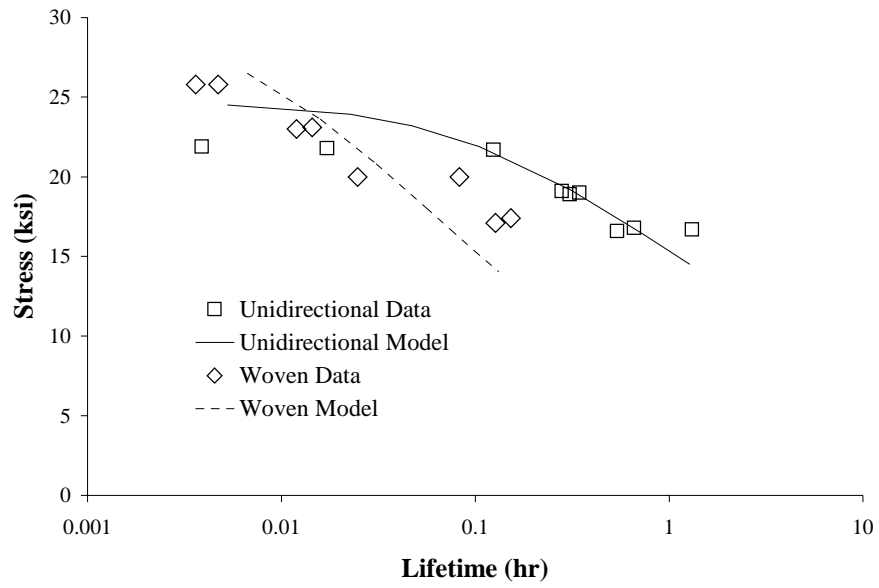 30
25
20
15
10
5
0
Stress (ksi)
Unidirectional Data
Unidirectional Model
Woven Data
Woven Model
0.001 0.01 0.1 1 10
Lifetime (hr)